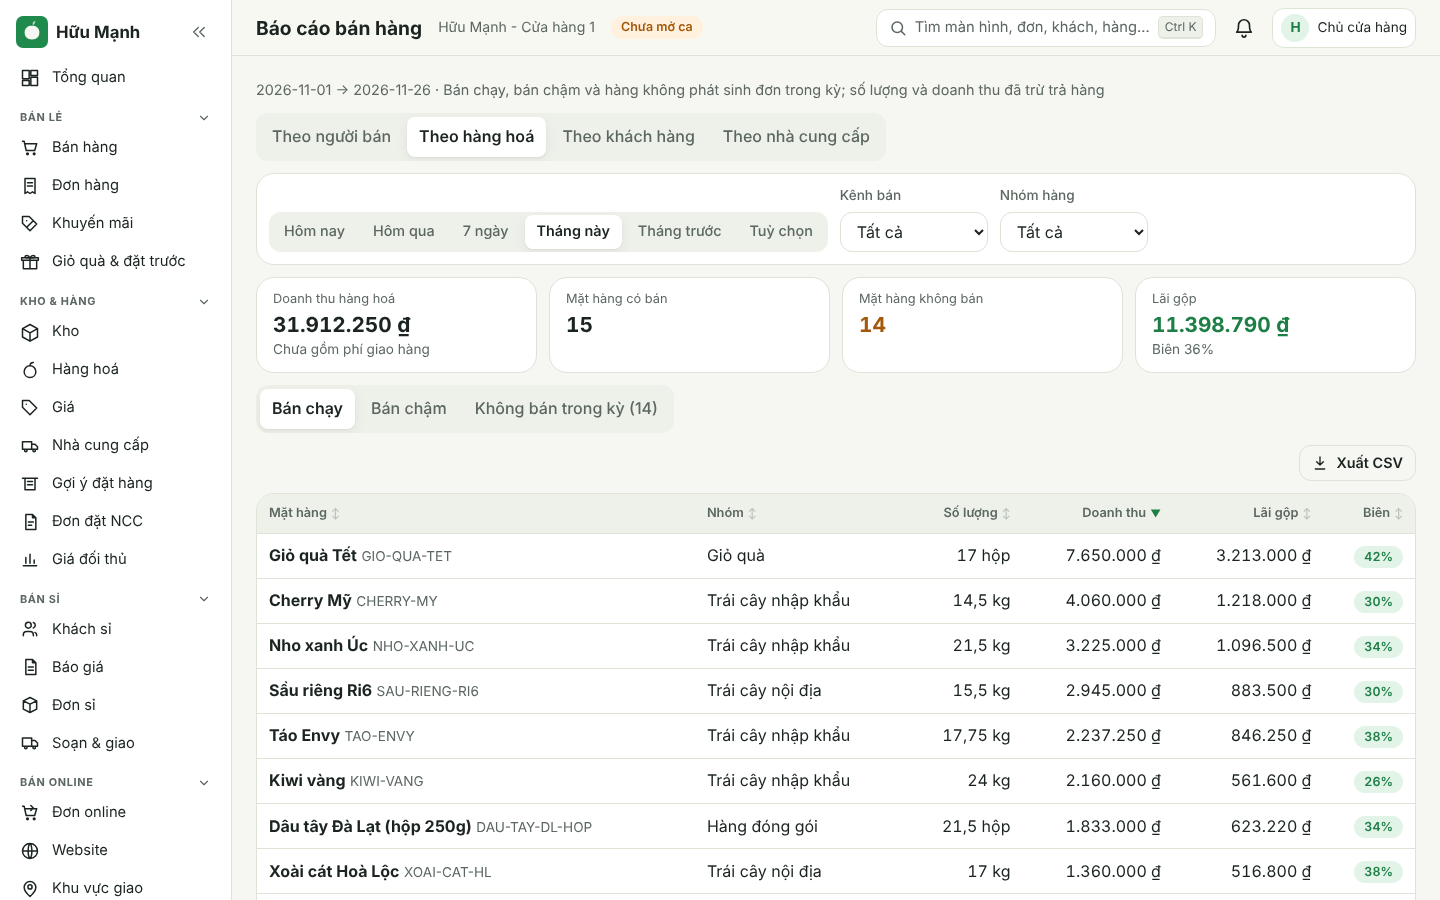 Hữu Mạnh
Tổng quan
BÁN LẺ
Bán hàng
Đơn hàng
Khuyến mãi
Giỏ quà & đặt trước
KHO & HÀNG
Kho
Hàng hoá
Giá
Nhà cung cấp
Gợi ý đặt hàng
Đơn đặt NCC
Giá đối thủ
BÁN SỈ
Khách sỉ
Báo giá
Đơn sỉ
Soạn & giao
BÁN ONLINE
Đơn online
Website
Khu vực giao
Báo cáo bán hàng Hữu Mạnh - Cửa hàng 1 Chưa mở ca Tìm màn hình, đơn, khách, hàng... Ctrl K H Chủ cửa hàng
2026-11-01 → 2026-11-26 · Bán chạy, bán chậm và hàng không phát sinh đơn trong kỳ; số lượng và doanh thu đã trừ trả hàng
Theo người bán Theo hàng hoá Theo khách hàng Theo nhà cung cấp
Kênh bán Nhóm hàng
Hôm nay Hôm qua 7 ngày Tháng này Tháng trước Tuỳ chọn Tất cả Tất cả
Doanh thu hàng hoá Mặt hàng có bán Mặt hàng không bán Lãi gộp
31.912.250 ₫ 15 14 11.398.790 ₫
Chưa gồm phí giao hàng Biên 36%
Bán chạy Bán chậm Không bán trong kỳ (14)
Xuất CSV
Mặt hàng Nhóm Số lượng Doanh thu ▼ Lãi gộp Biên
Giỏ quà Tết GIO-QUA-TET Giỏ quà 17 hộp 7.650.000 ₫ 3.213.000 ₫ 42%
Cherry Mỹ CHERRY-MY Trái cây nhập khẩu 14,5 kg 4.060.000 ₫ 1.218.000 ₫ 30%
Nho xanh Úc NHO-XANH-UC Trái cây nhập khẩu 21,5 kg 3.225.000 ₫ 1.096.500 ₫ 34%
Sầu riêng Ri6 SAU-RIENG-RI6 Trái cây nội địa 15,5 kg 2.945.000 ₫ 883.500 ₫ 30%
Táo Envy TAO-ENVY Trái cây nhập khẩu 17,75 kg 2.237.250 ₫ 846.250 ₫ 38%
Kiwi vàng KIWI-VANG Trái cây nhập khẩu 24 kg 2.160.000 ₫ 561.600 ₫ 26%
Dâu tây Đà Lạt (hộp 250g) DAU-TAY-DL-HOP Hàng đóng gói 21,5 hộp 1.833.000 ₫ 623.220 ₫ 34%
Xoài cát Hoà Lộc XOAI-CAT-HL Trái cây nội địa 17 kg 1.360.000 ₫ 516.800 ₫ 38%